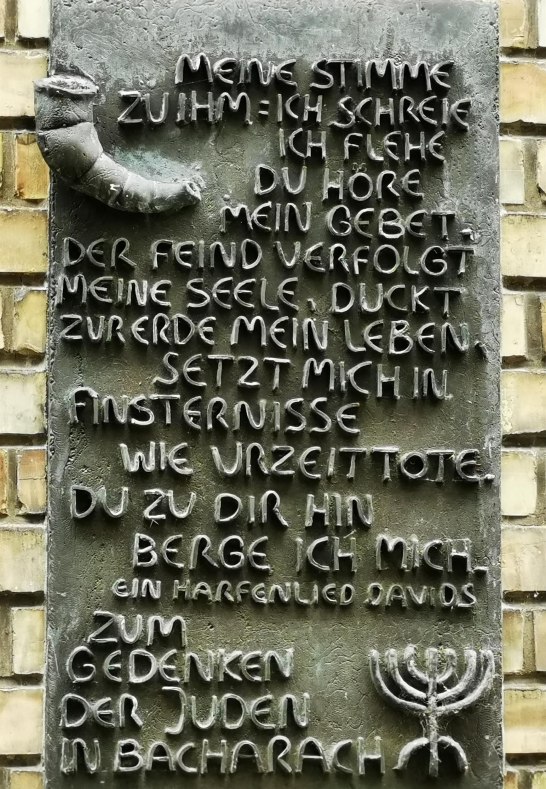 MEINE STIMME
ZU IHM: ICH SCHREIE
ICH FLEHE
DU HÖRE
MEIN GEBET.
DER FEIND VERFOLGT
MEINE SEELE, DUCKT
ZUR ERDE MEIN LEBEN.
SETZT MICH IN
FINSTERNISSE
WIE URZEITTOTE.
DU ZU DIR HIN
BERGE ICH MICH.
EIN HARFENLIED DAVIDS
ZUM
GEDENKEN
DER JUDEN
IN BACHARACH